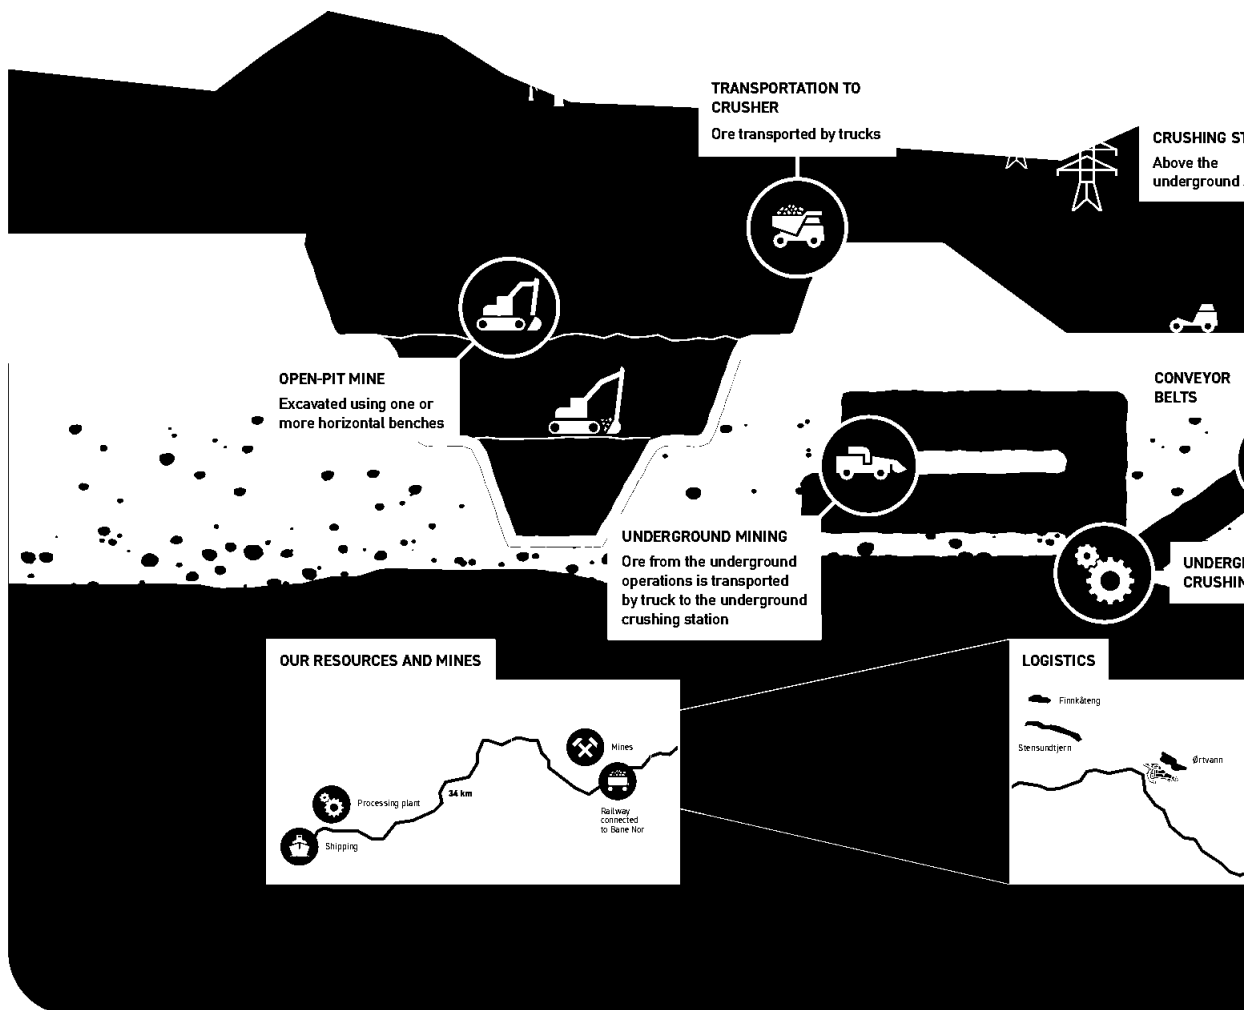 TRANSPORTATION TO
CRUSHER
Ore transported by trucks
CRUSHING
Above the
underground
OPEN-PIT MINE
Excavated using one or
more horizontal benches
CONVEYOR
BELTS
UNDERGROUND MINING
Ore from the underground
operations is transported
by truck to the underground
crushing station
OUR RESOURCES AND MINES
Mines
34 km
Processing plant
Railway
connected
to Bane Nor
Shipping
LOGISTICS
Finnkåteng
Stensundtjern
Ørtvann